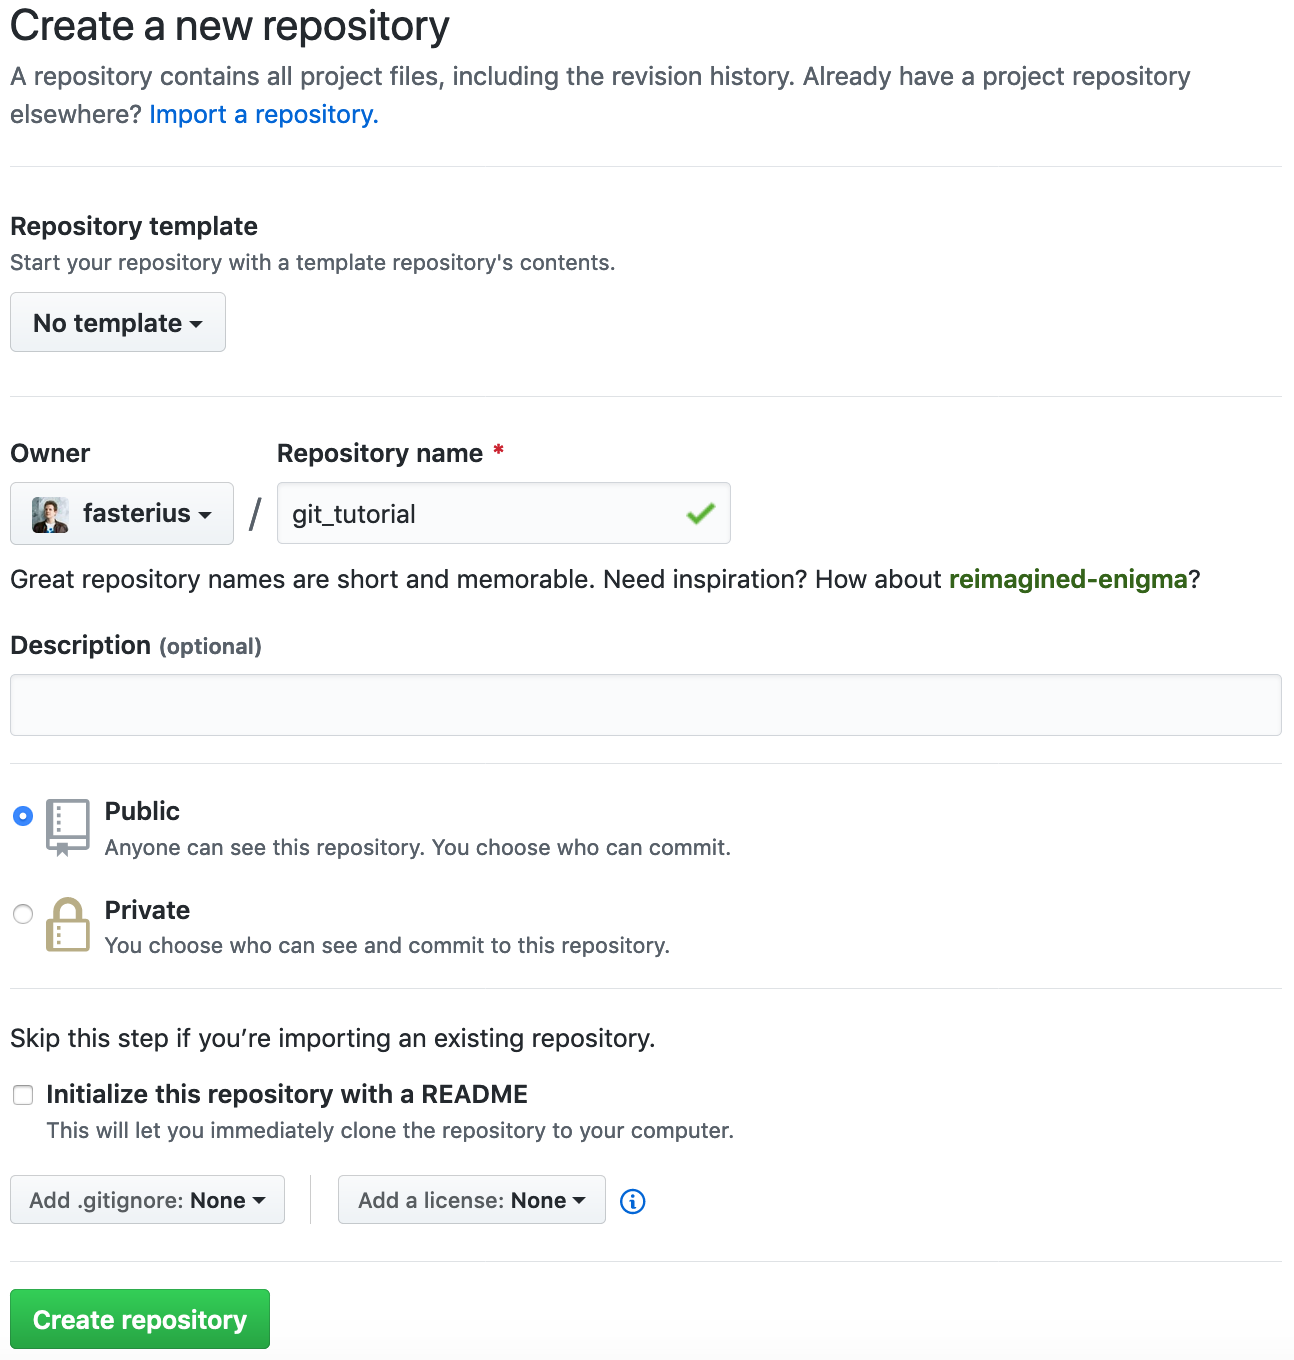 Create a new repository
A repository contains all project files, including the revision history. Already have a project repository
elsewhere? Import a repository.
Repository template
Start your repository with a template repository's contents.
No template
Owner
Repository name *
fasterius
/
git_tutorial
Great repository names are short and memorable. Need inspiration? How about reimagined-enigma?
Description (optional)
Public
Anyone can see this repository. You choose who can commit.
Private
You choose who can see and commit to this repository.
Skip this step if you’re importing an existing repository.
Initialize this repository with a README
This will let you immediately clone the repository to your computer.
Add .gitignore: None
Add a license: None
Create repository